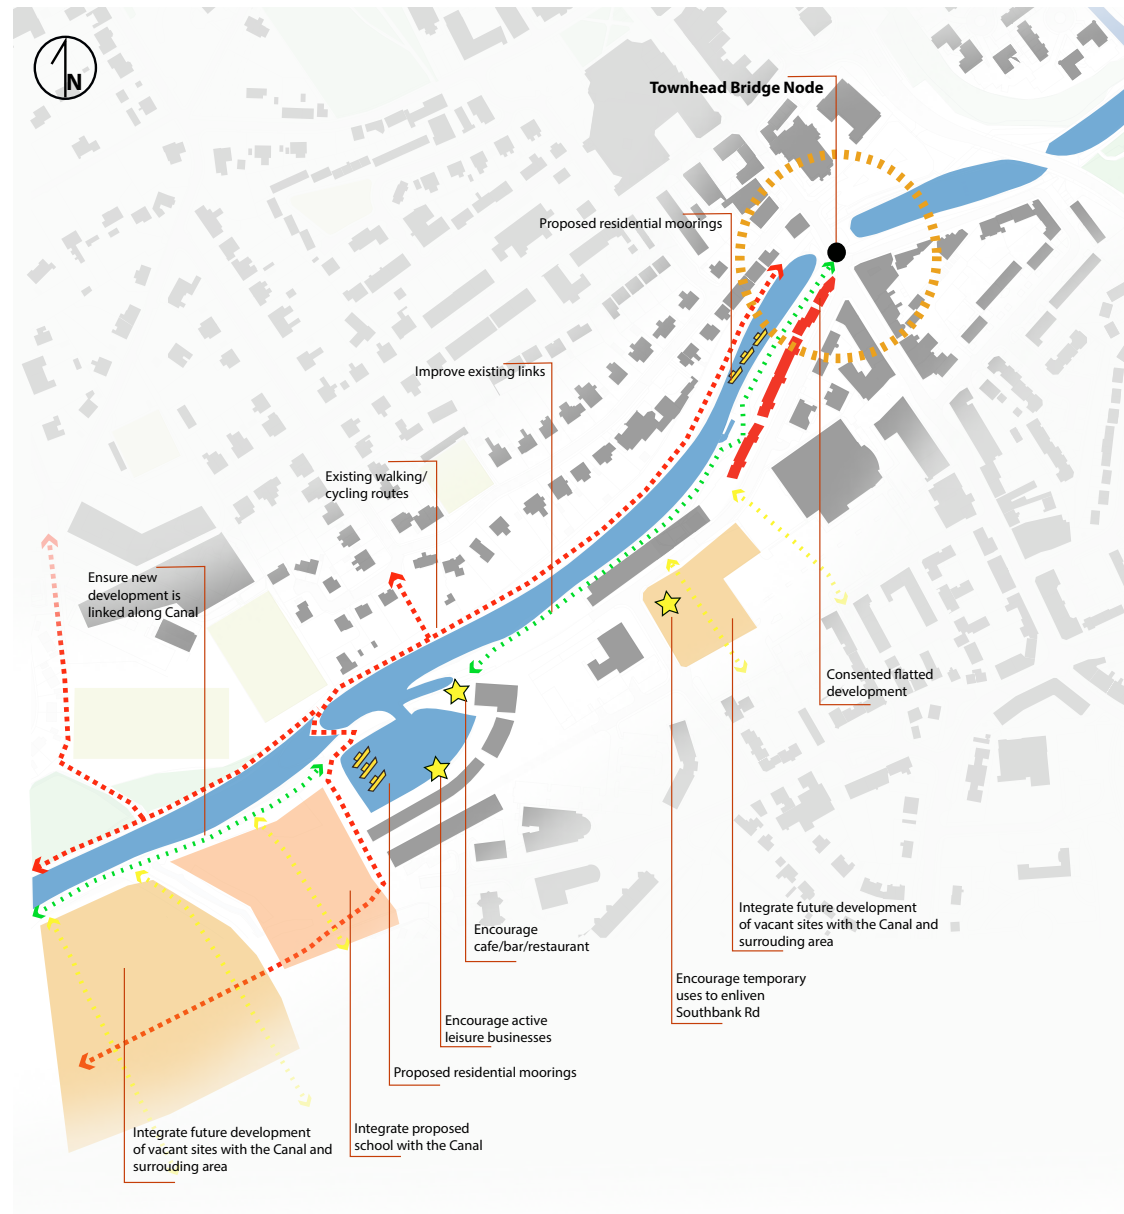 N
Townhead Bridge Node
Proposed residential moorings
Improve existing links
Existing walking/
cycling routes
Ensure new
development is
linked along Canal
Consented flatted
development
Integrate future development
of vacant sites with the Canal and
surrouding area
Encourage
cafe/bar/restaurant
Encourage temporary
uses to enliven
Southbank Rd
Encourage active
leisure businesses
Proposed residential moorings
Integrate proposed
school with the Canal
Integrate future development
of vacant sites with the Canal and
surrouding area